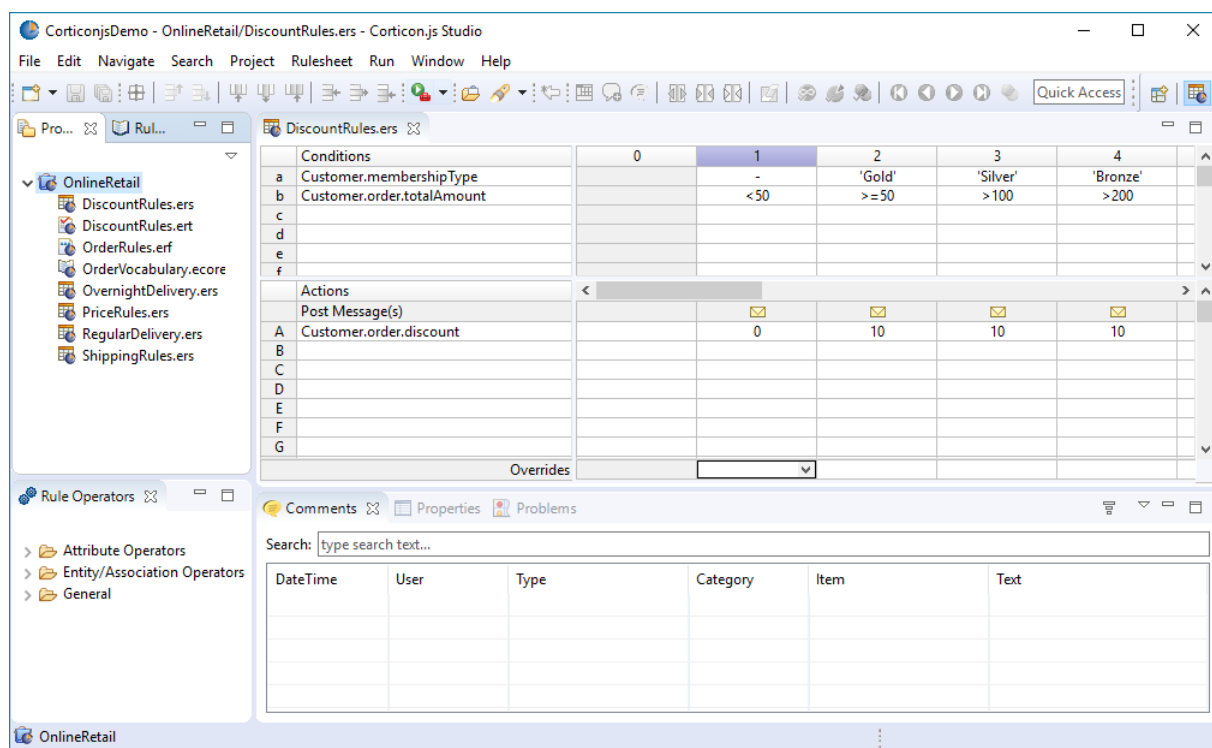 CorticonjsDemo - OnlineRetail/DiscountRules.ers - Corticon.js Studio
File Edit Navigate Search Project Rulesheet Run Window Help
Quick Access
Pro... Rul...
OnlineRetail
DiscountRules.ers
DiscountRules.ert
OrderRules.erf
OrderVocabulary.ecore
OvernightDelivery.ers
PriceRules.ers
RegularDelivery.ers
ShippingRules.ers
DiscountRules.ers
Conditions 0 1 2 3 4
a Customer.membershipType - 'Gold' 'Silver' 'Bronze'
b Customer.order.totalAmount <50 >=50 >100 >200
c
d
e
f
Actions
Post Message(s)
A Customer.order.discount 0 10 10 10
B
C
D
E
F
G
Overrides
Rule Operators
Attribute Operators
Entity/Association Operators
General
Comments Properties Problems
Search: type search text...
DateTime User Type Category Item Text
OnlineRetail